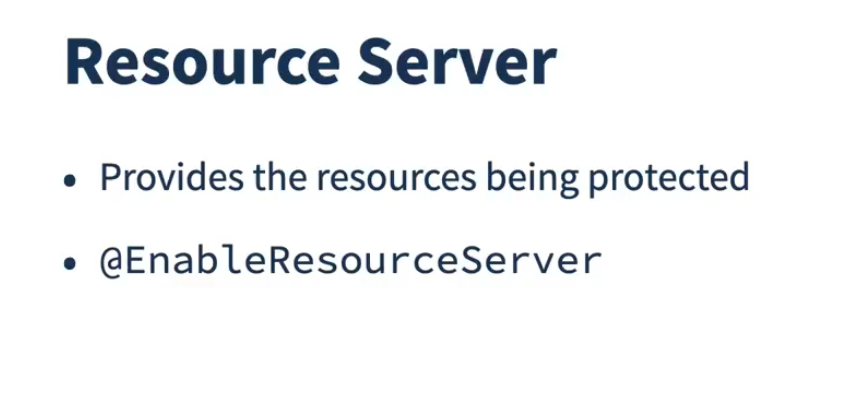 Resource Server
• Provides the resources being protected
• @EnableResourceServer